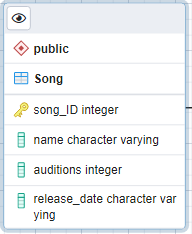 public
Song
song_ID integer
name character varying
auditions integer
release_date character var
ying